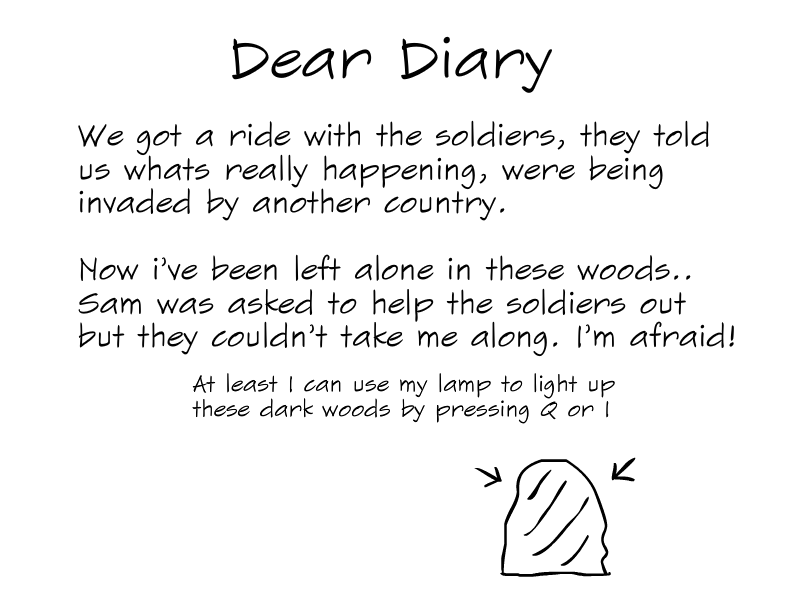 Dear Diary
We got a ride with the soldiers, they told
us whats really happening, were being
invaded by another country.
Now i've been left alone in these woods..
Sam was asked to help the soldiers out
but they couldn't take me along. I'm afraid!
At least I can use my lamp to light up
these dark woods by pressing Q or 1